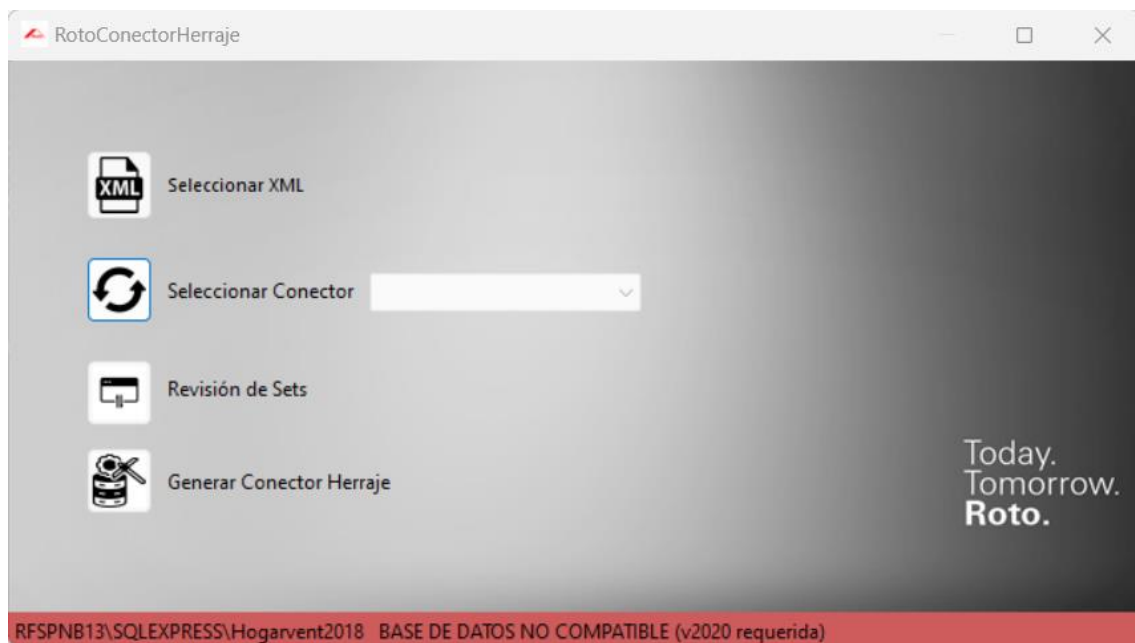 RotoConectorHerraje
XML
Seleccionar XML
Seleccionar Conector
Revisión de Sets
Generar Conector Herraje
Today.
Tomorrow.
Roto.
RFSPNB13\SQLEXPRESS\Hogarvent2018 BASE DE DATOS NO COMPATIBLE (v2020 requerida)